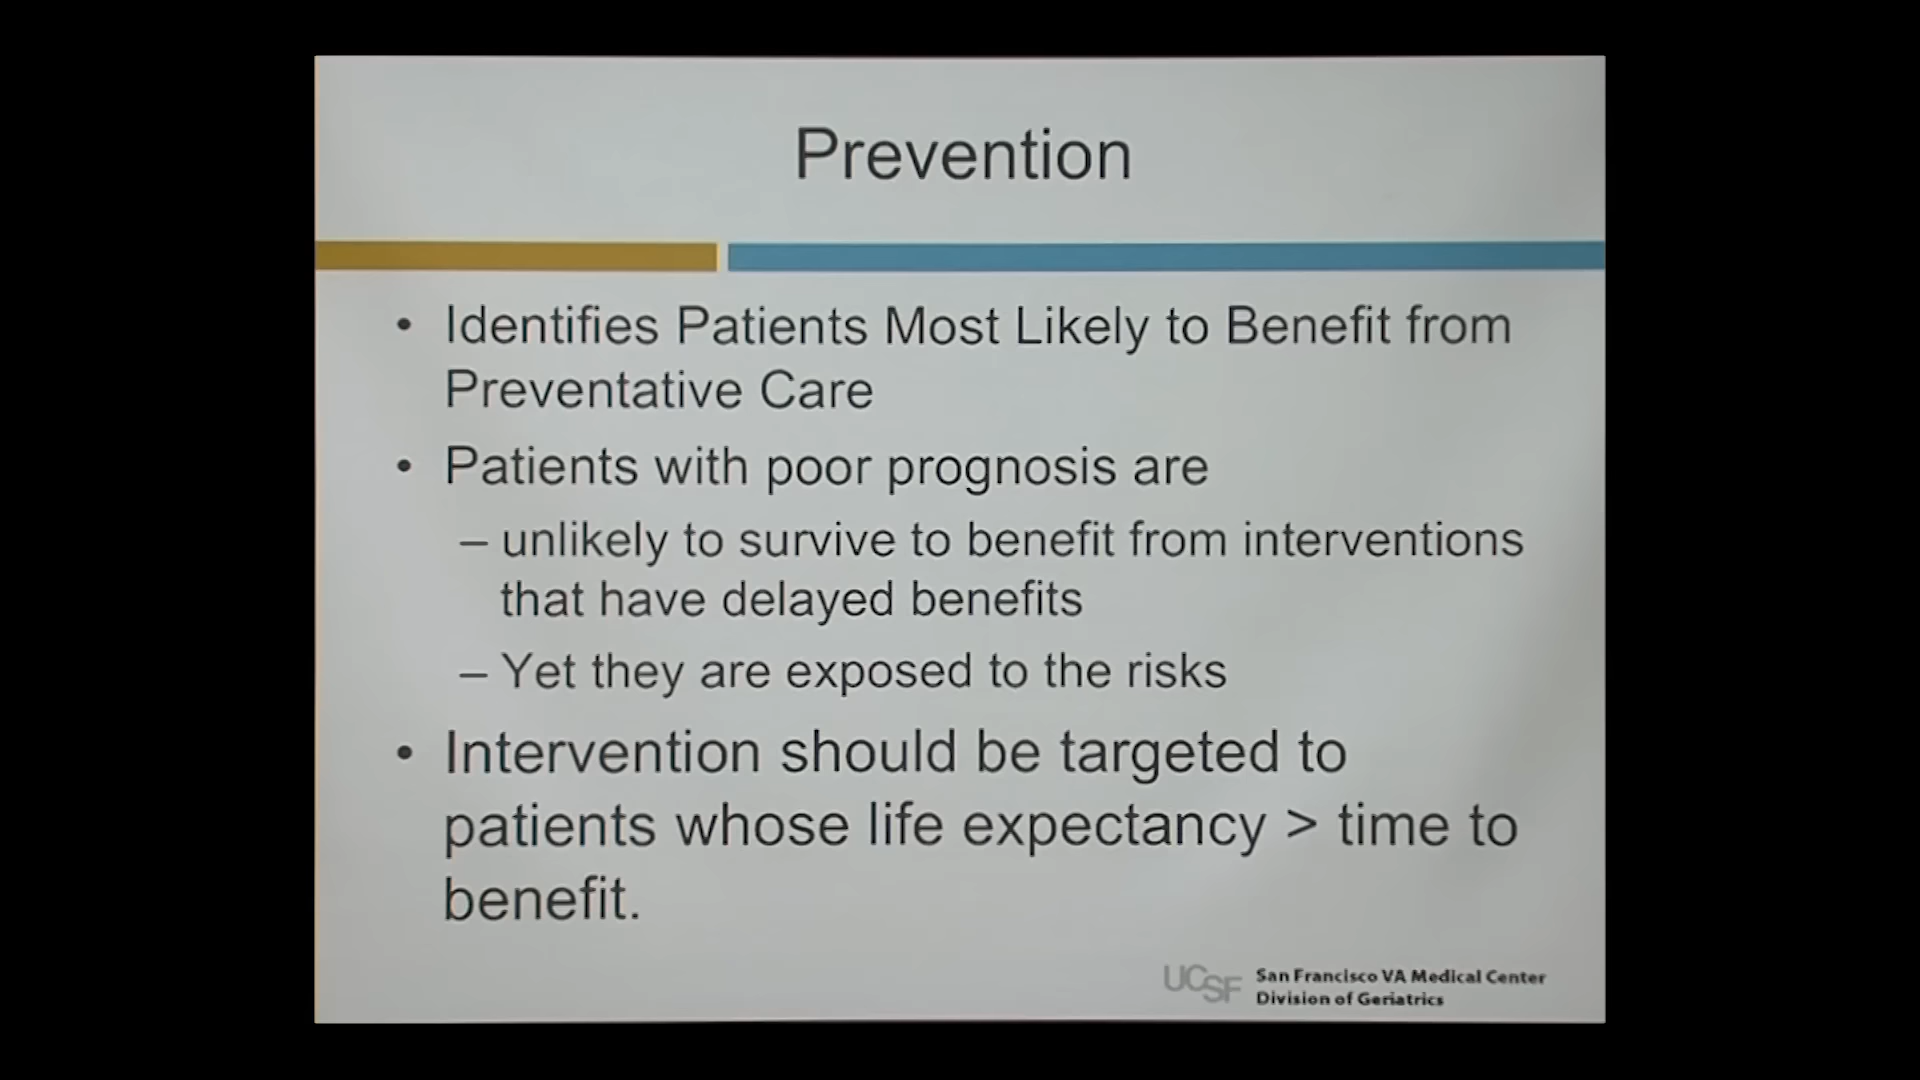 Prevention
• Identifies Patients Most Likely to Benefit from
Preventative Care
• Patients with poor prognosis are
– unlikely to survive to benefit from interventions
that have delayed benefits
– Yet they are exposed to the risks
• Intervention should be targeted to
patients whose life expectancy > time to
benefit.
UCSF
San Francisco VA Medical Center
Division of Geriatrics